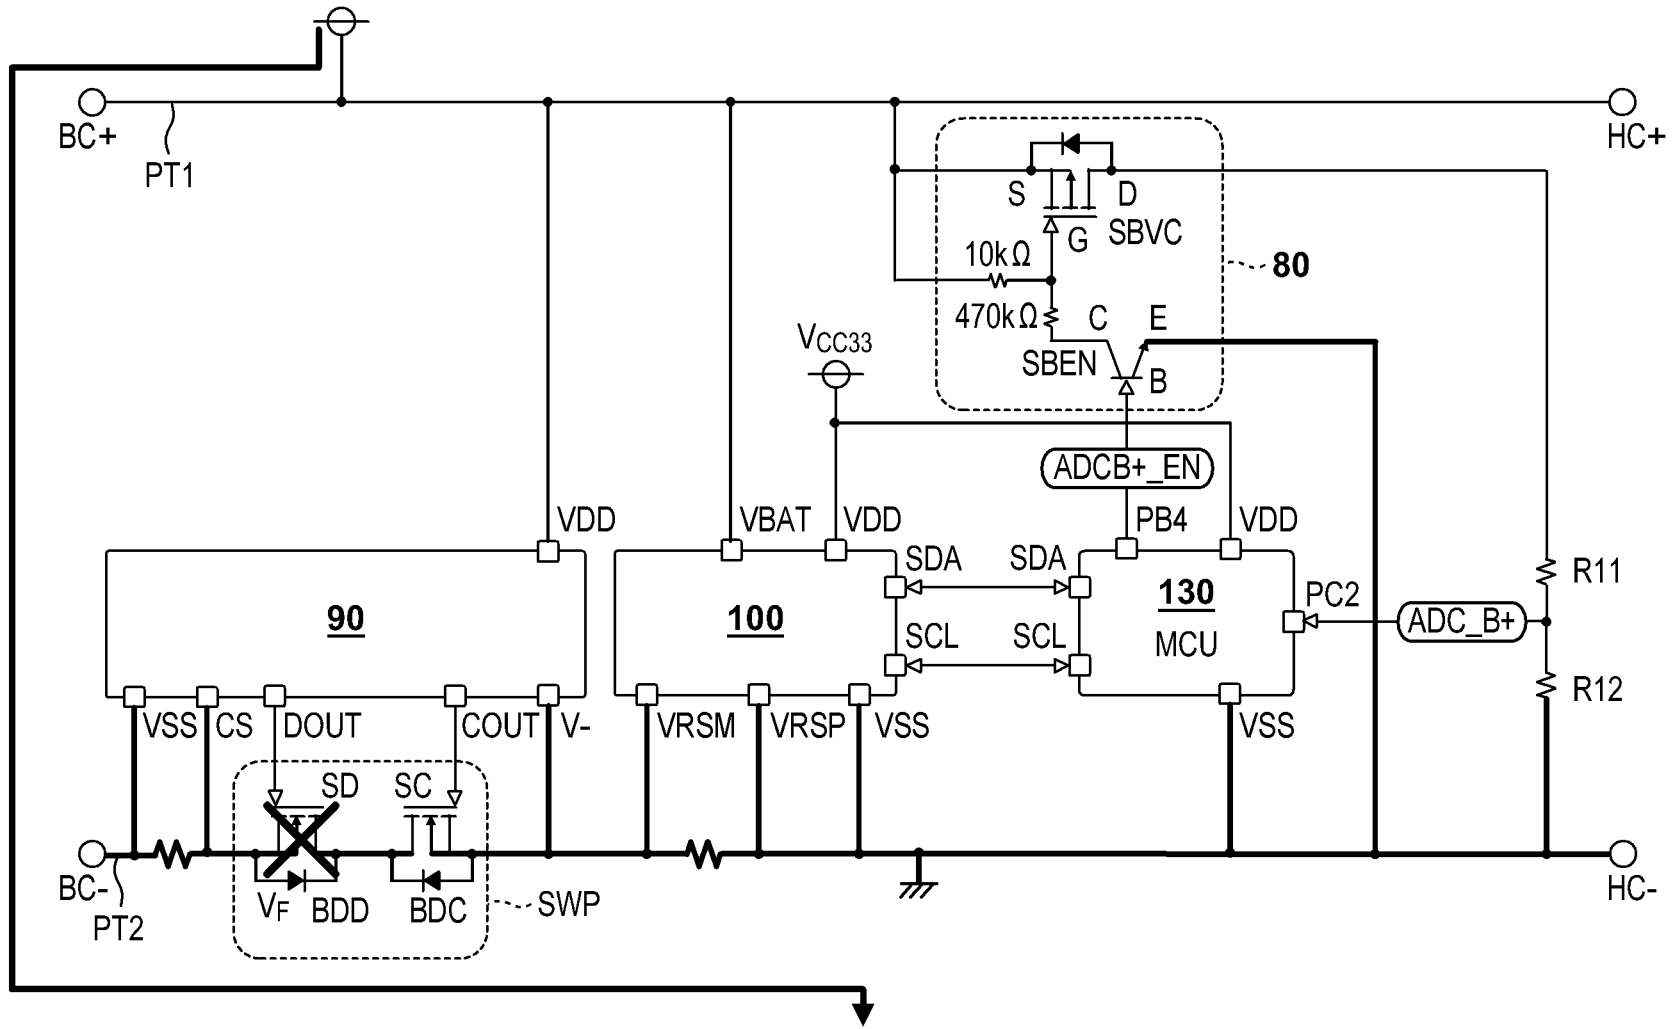 BC+
PT1
HC+
S
D
G
SBVC
10kΩ
80
470kΩ
C
E
SBEN
B
VCC33
ADCB+_EN
VDD
VBAT
VDD
PB4
VDD
SDA
SDA
90
100
130
MCU
PC2
R11
ADC_B+
SCL
SCL
R12
VSS
CS
DOUT
COUT
V-
VRSM
VRSP
VSS
VSS
SD
SC
BC-
PT2
VF
BDD
BDC
SWP
HC-